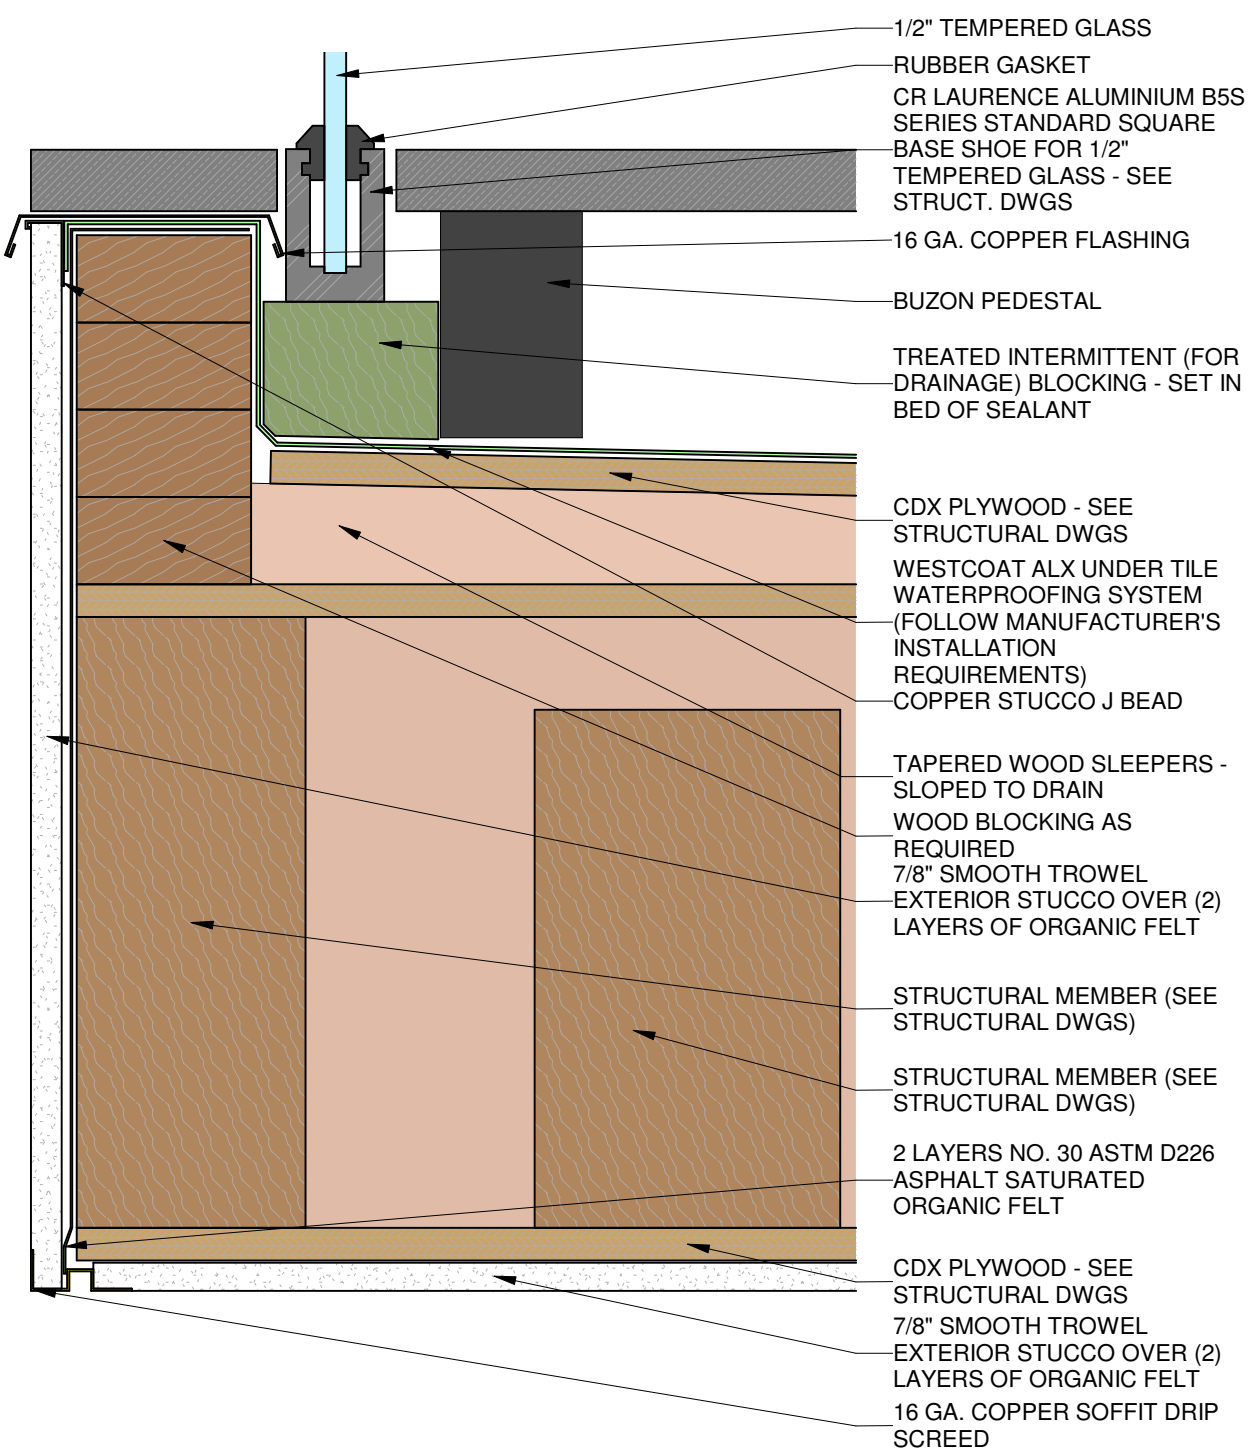 1/2" TEMPERED GLASS
RUBBER GASKET
CR LAURENCE ALUMINIUM B5S
SERIES STANDARD SQUARE
BASE SHOE FOR 1/2"
TEMPERED GLASS - SEE
STRUCT. DWGS
16 GA. COPPER FLASHING
BUZON PEDESTAL
TREATED INTERMITTENT (FOR
DRAINAGE) BLOCKING - SET IN
BED OF SEALANT
CDX PLYWOOD - SEE
STRUCTURAL DWGS
WESTCOAT ALX UNDER TILE
WATERPROOFING SYSTEM
(FOLLOW MANUFACTURER'S
INSTALLATION
REQUIREMENTS)
COPPER STUCCO J BEAD
TAPERED WOOD SLEEPERS -
SLOPED TO DRAIN
WOOD BLOCKING AS
REQUIRED
7/8" SMOOTH TROWEL
EXTERIOR STUCCO OVER (2)
LAYERS OF ORGANIC FELT
STRUCTURAL MEMBER (SEE
STRUCTURAL DWGS)
STRUCTURAL MEMBER (SEE
STRUCTURAL DWGS)
2 LAYERS NO. 30 ASTM D226
ASPHALT SATURATED
ORGANIC FELT
CDX PLYWOOD - SEE
STRUCTURAL DWGS
7/8" SMOOTH TROWEL
EXTERIOR STUCCO OVER (2)
LAYERS OF ORGANIC FELT
16 GA. COPPER SOFFIT DRIP
SCREED